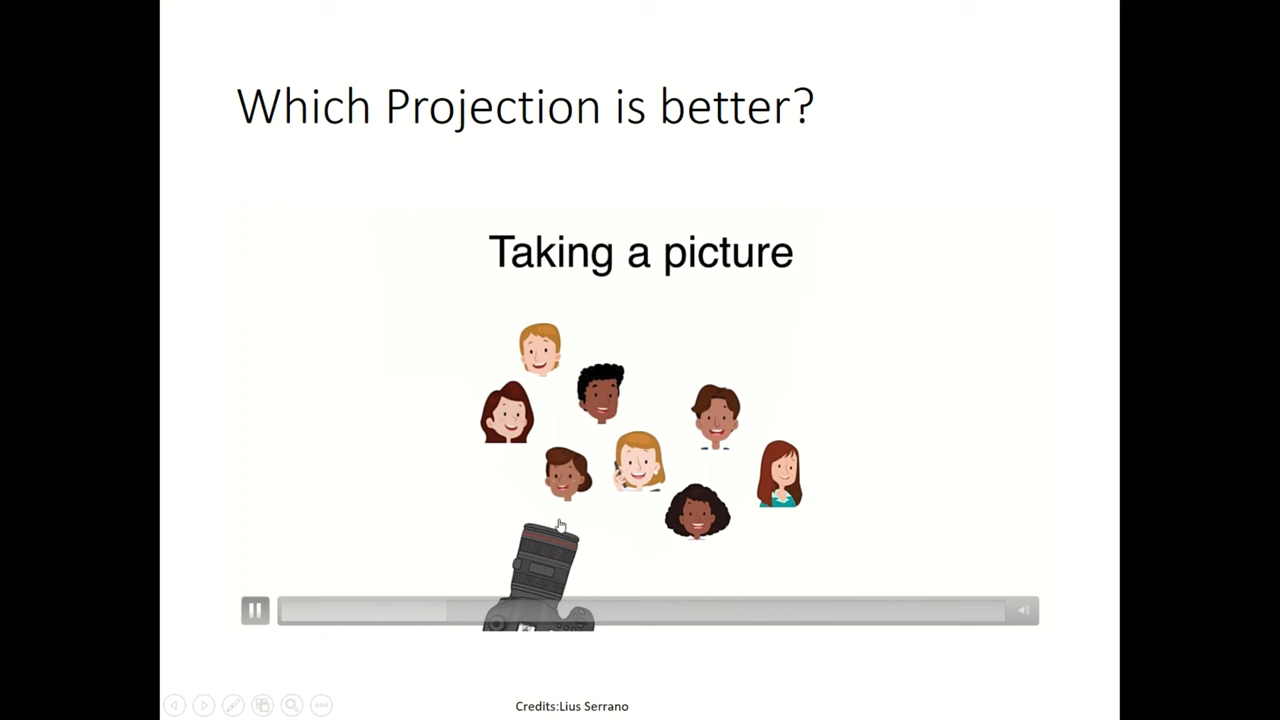 Which Projection is better?
Taking a picture
Credits:Lius Serrano